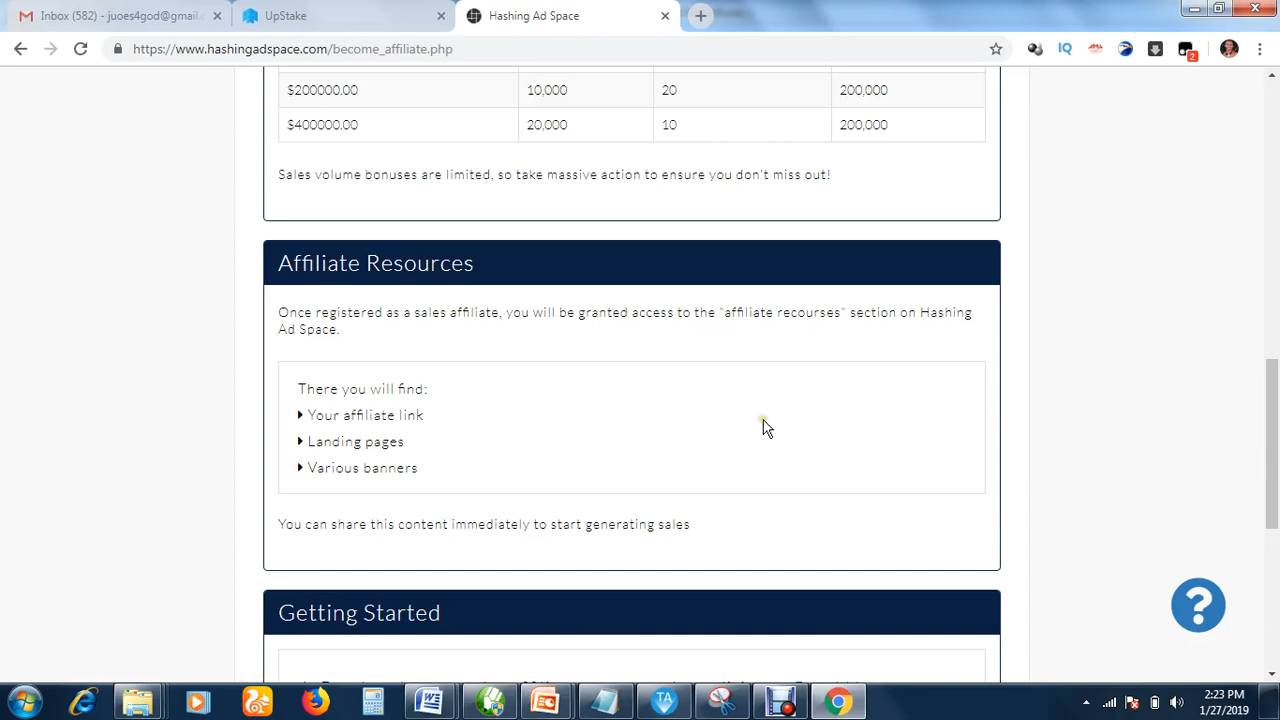 Inbox (582) - juoes4god@gmail.c
UpStake
Hashing Ad Space
https://www.hashingadspace.com/become_affiliate.php
2
$200000.00 10,000 20 200,000
$400000.00 20,000 10 200,000
Sales volume bonuses are limited, so take massive action to ensure you don't miss out!
Affiliate Resources
Once registered as a sales affiliate, you will be granted access to the "affiliate recourses" section on Hashing
Ad Space.
There you will find:
Your affiliate link
Landing pages
Various banners
You can share this content immediately to start generating sales
Getting Started
2:23 PM
1/27/2019